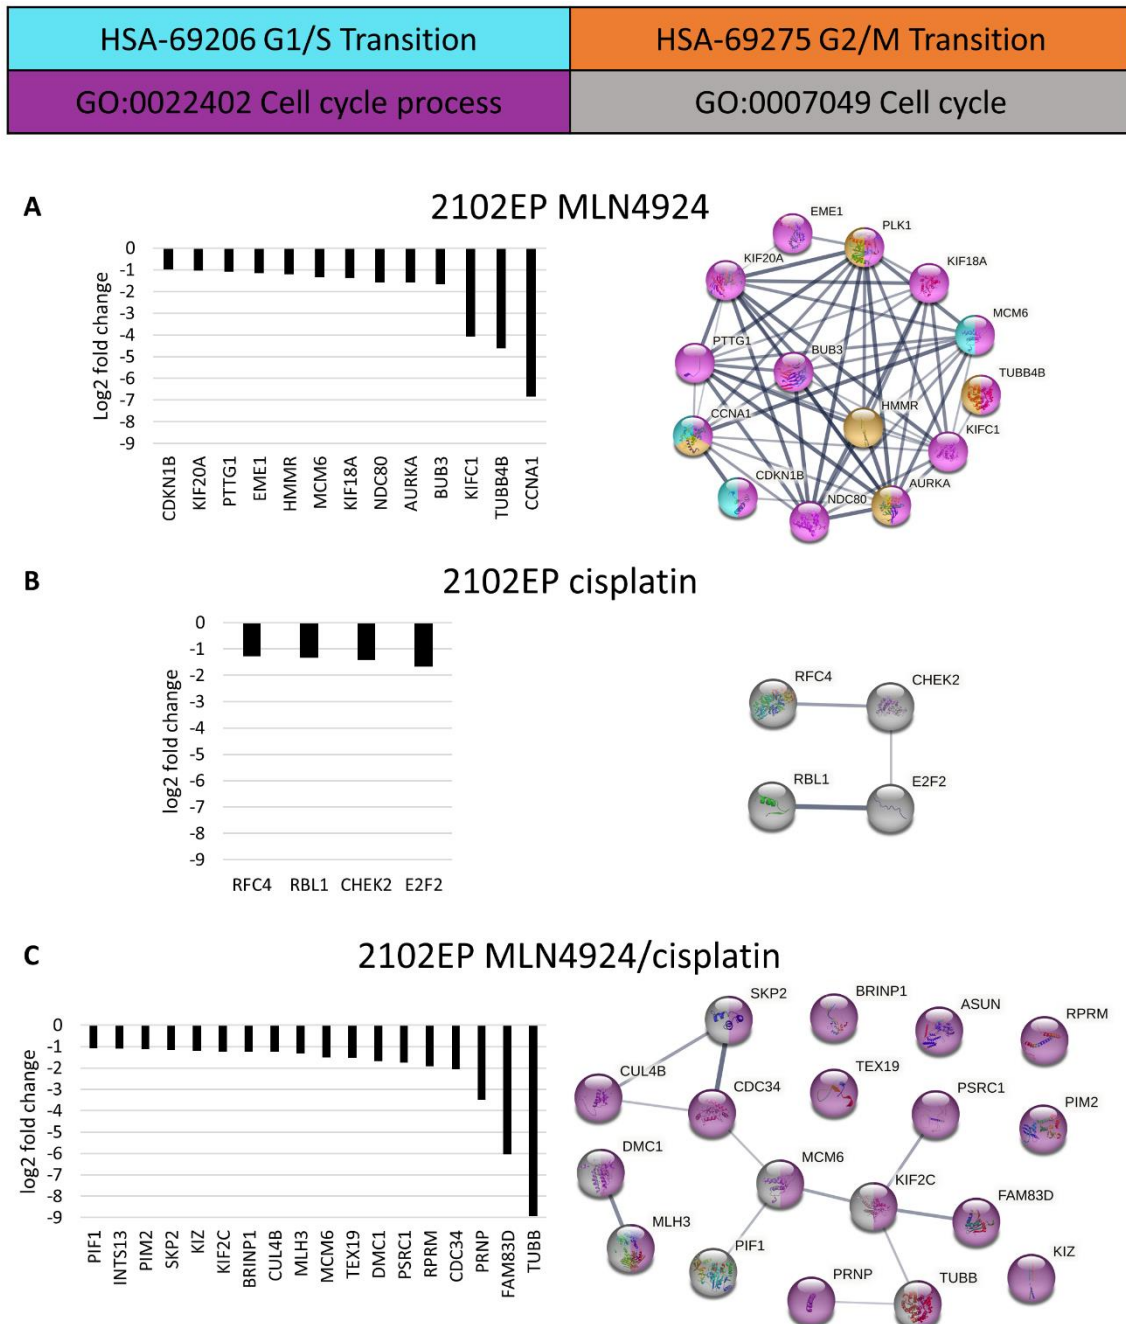 HSA-69206 G1/S Transition
HSA-69275 G2/M Transition
GO:0022402 Cell cycle process
GO:0007049 Cell cycle
A
2102EP MLN4924
Log2 fold change
0
-1
-2
-3
-4
-5
-6
-7
-8
-9
CDKN1B
KIF20A
PTTG1
EME1
HMMR
MCM6
KIF18A
NDC80
AURKA
BUB3
KIFC1
TUBB4B
CCNA1
EME1
PLK1
KIF20A
KIF18A
MCM6
PTTG1
BUB3
TUBB4B
CCNA1
HMMR
KIFC1
CDKN1B
AURKA
NDC80
B
2102EP cisplatin
log2 fold change
0
-1
-2
-3
-4
-5
-6
-7
-8
-9
RFC4 RBL1 CHEK2 E2F2
RFC4
CHEK2
RBL1
E2F2
C
2102EP MLN4924/cisplatin
log2 fold change
0
-1
-2
-3
-4
-5
-6
-7
-8
-9
PIF1
INTS13
PIM2
SKP2
KIZ
KIF2C
BRINP1
CUL4B
MLH3
MCM6
TEX19
DMC1
PSRC1
RPRM
CDC34
PRNP
FAM83D
TUBB
SKP2
BRINP1
ASUN
RPRM
CUL4B
CDC34
TEX19
PSRC1
PIM2
DMC1
MCM6
KIF2C
FAM83D
MLH3
PIF1
KIZ
PRNP
TUBB